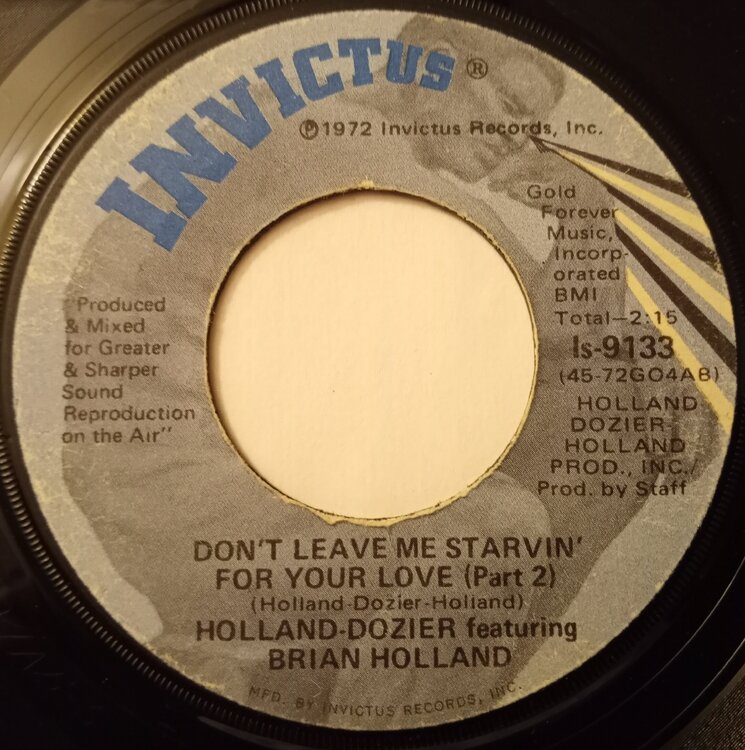 INVICTUS®
℗1972 Invictus Records, Inc.
Gold
Forever
Music,
Incorp-
orated
BMI
Total—2:15
Is-9133
(45-72GO4AB)
HOLLAND
DOZIER-
HOLLAND
PROD., INC./
Prod. by Staff
"Produced
& Mixed
for Greater
& Sharper
Sound
Reproduction
on the Air"
DON'T LEAVE ME STARVIN'
FOR YOUR LOVE (Part 2)
(Holland-Dozier-Holland)
HOLLAND-DOZIER featuring
BRIAN HOLLAND
MFD. BY INVICTUS RECORDS, INC.